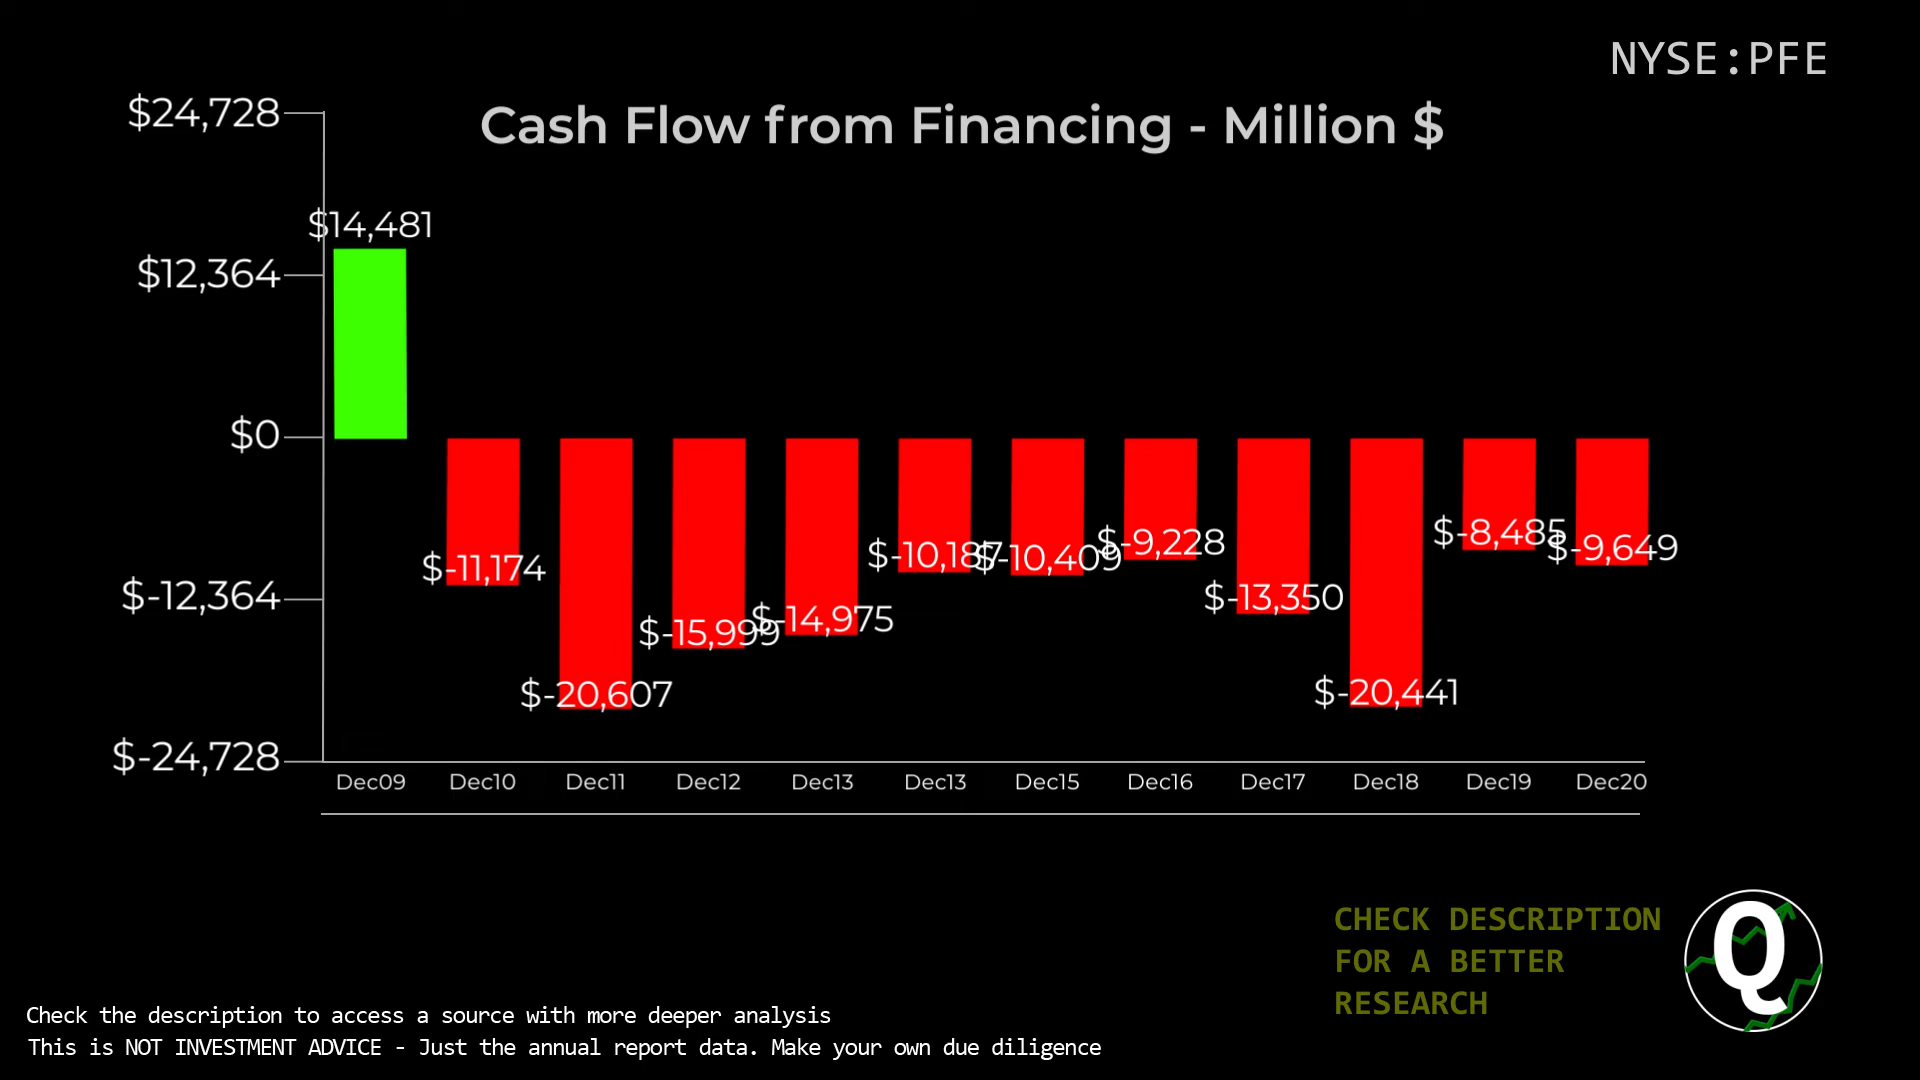 NYSE:PFE
Cash Flow from Financing - Million $
$24,728
$12,364
$0
$-12,364
$-24,728
$14,481
$-11,174
$-20,607
$-15,999
$-14,975
$-10,187
$-10,409
$-9,228
$-13,350
$-20,441
$-8,485
$-9,649
Dec09 Dec10 Dec11 Dec12 Dec13 Dec13 Dec15 Dec16 Dec17 Dec18 Dec19 Dec20
CHECK DESCRIPTION
FOR A BETTER
RESEARCH
Q
Check the description to access a source with more deeper analysis
This is NOT INVESTMENT ADVICE - Just the annual report data. Make your own due diligence